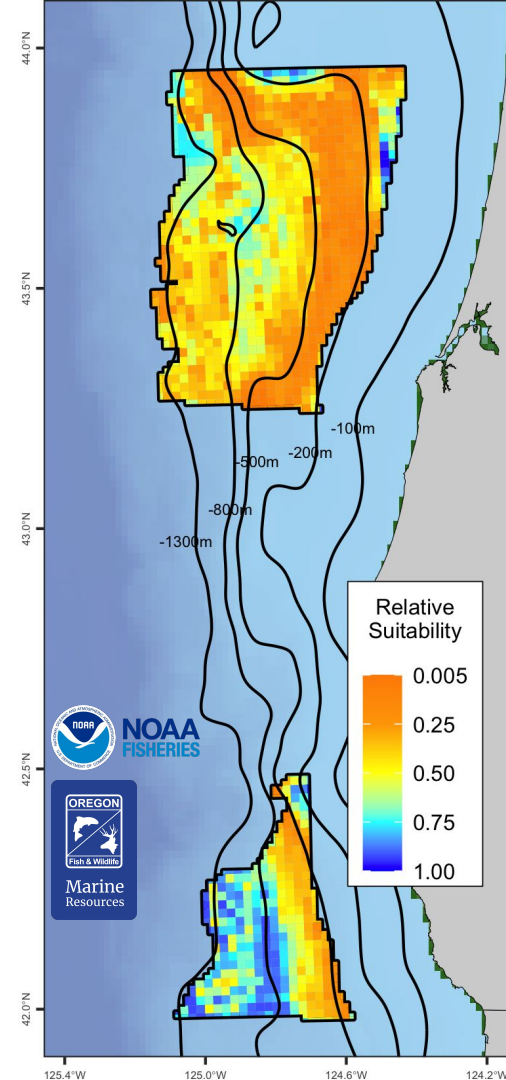 44.0°N
43.5°N
-100m
-200m
-500m
-800m
43.0°N
-1300m
Relative
Suitability
0.005
0.25
0.50
0.75
1.00
NOAA
NOAA
FISHERIES
42.5°N
OREGON
Fish & Wildlife
Marine
Resources
42.0°N
125.4°W
125.0°W
124.6°W
124.2°W